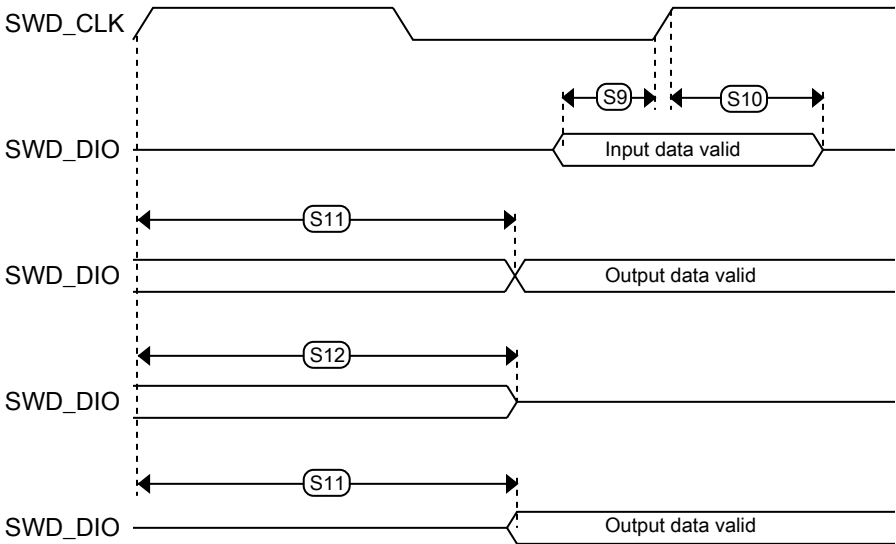 SWD_CLK
S9
S10
SWD_DIO
Input data valid
S11
SWD_DIO
Output data valid
S12
SWD_DIO
S11
SWD_DIO
Output data valid